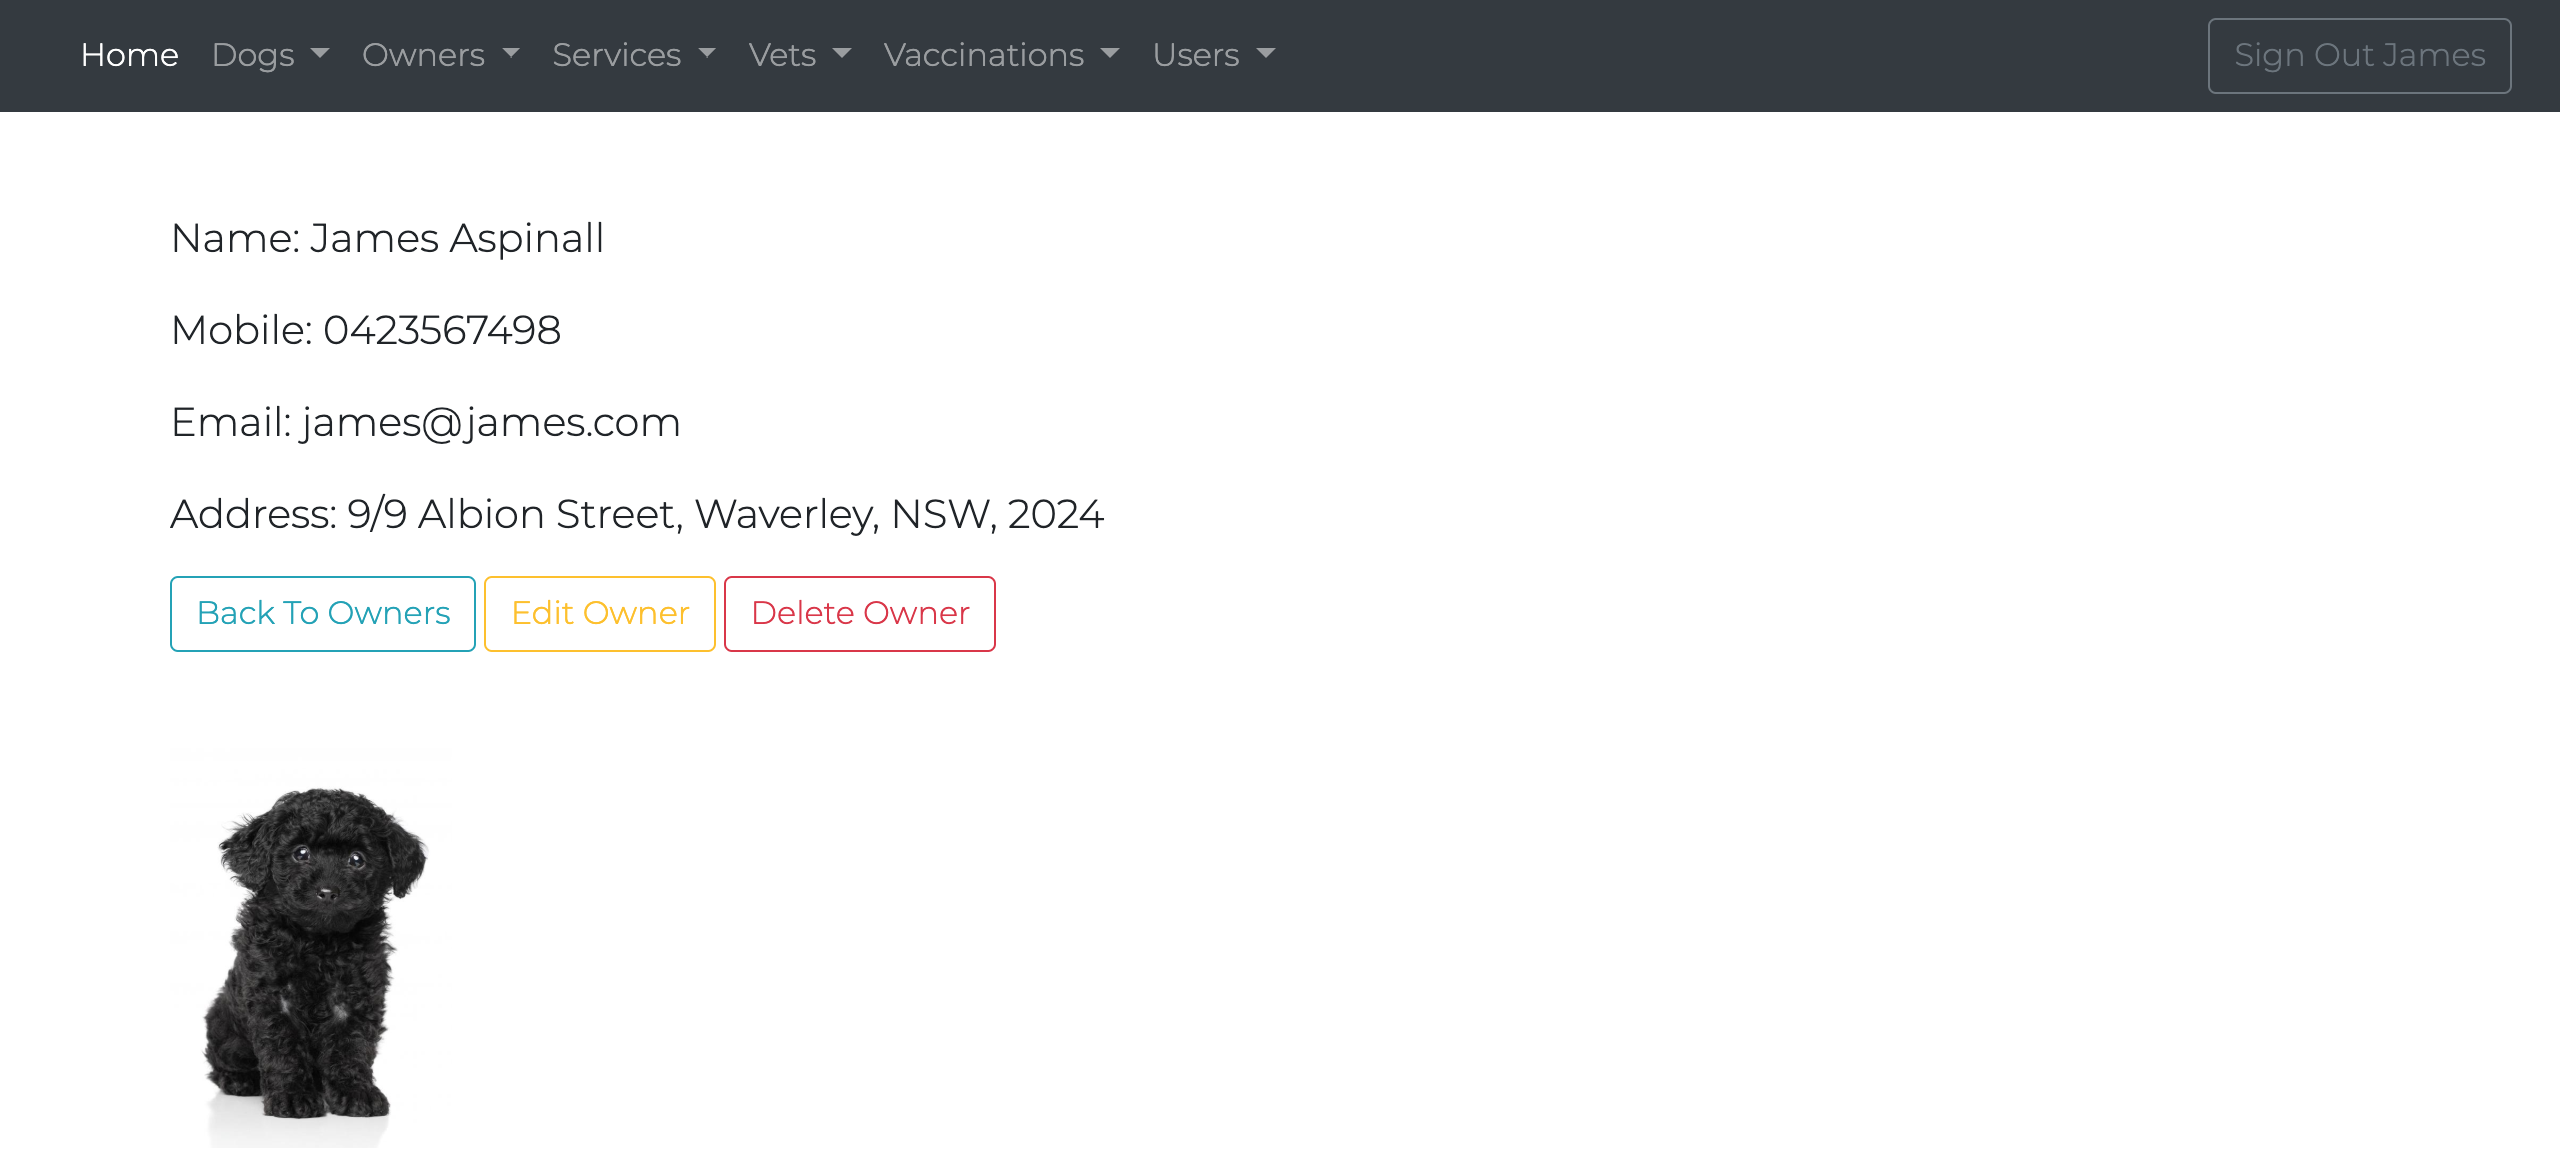 Home Dogs Owners Services Vets Vaccinations Users Sign Out James
Name: James Aspinall
Mobile: 0423567498
Email: james@james.com
Address: 9/9 Albion Street, Waverley, NSW, 2024
Back To Owners Edit Owner Delete Owner